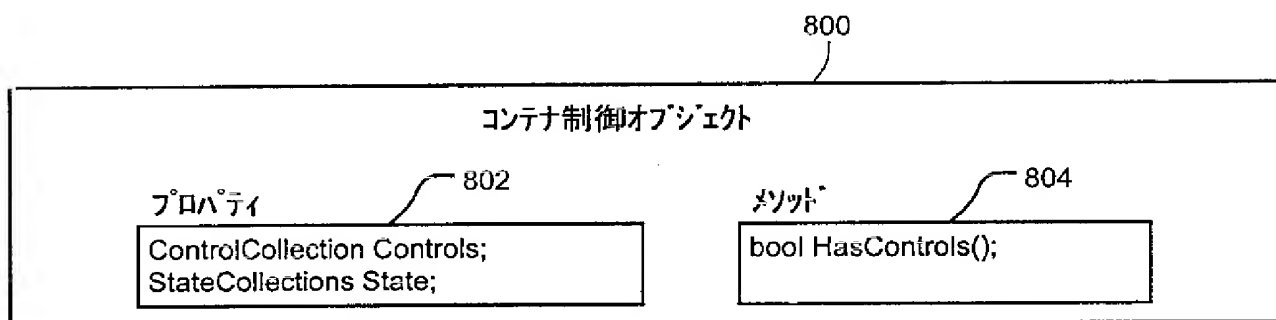 800
コンテナ制御オブジェクト
プロパティ
802
ControlCollection Controls;
StateCollections State;
メソッド
804
bool HasControls();